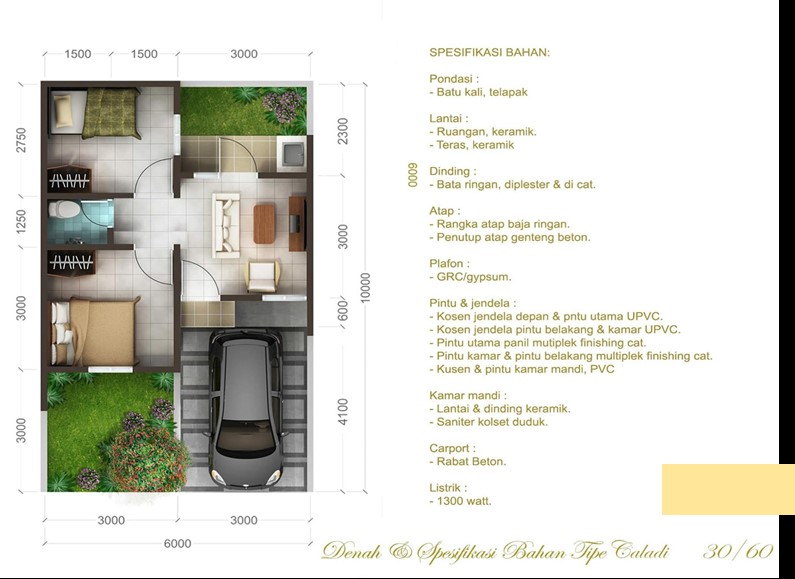 1500 1500 3000
2750
1250
3000
3000
2300
3000
600
4100
10000
3000 3000
6000
SPESIFIKASI BAHAN:
Pondasi :
- Batu kali, telapak
Lantai :
- Ruangan, keramik.
- Teras, keramik
0009
Dinding :
- Bata ringan, diplester & di cat.
Atap :
- Rangka atap baja ringan.
- Penutup atap genteng beton.
Plafon :
- GRC/gypsum.
Pintu & jendela :
- Kosen jendela depan & pntu utama UPVC.
- Kosen jendela pintu belakang & kamar UPVC.
- Pintu utama panil mutiplek finishing cat.
- Pintu kamar & pintu belakang multiplek finishing cat.
- Kusen & pintu kamar mandi, PVC
Kamar mandi :
- Lantai & dinding keramik.
- Saniter kolset duduk.
Carport :
- Rabat Beton.
Listrik :
- 1300 watt.
Denah & Spesifikasi Bahan Tipe Caladi 30/60